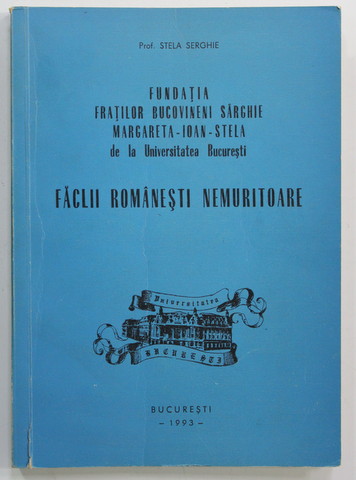 Prof. STELA SERGHIE
FUNDAȚIA
FRAȚILOR BUCOVINENI SÂRGHIE
MARGARETA-IOAN-STELA
de la Universitatea București
FĂCLII ROMÂNEȘTI NEMURITOARE
Universitatea
BUCUREȘTI
BUCUREȘTI
– 1993 –